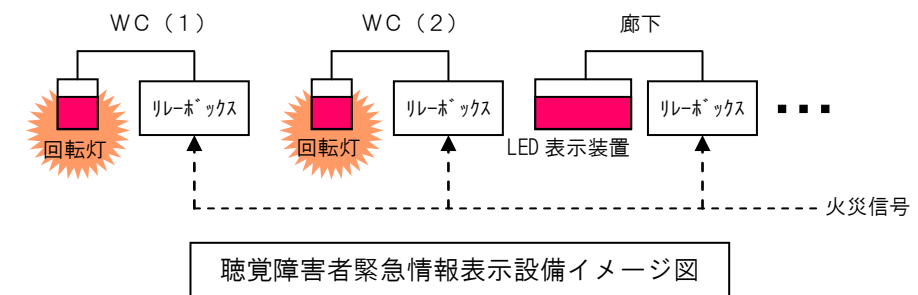 WC(1)
WC(2)
廊下
ﾘﾚｰﾎﾞｯｸｽ
ﾘﾚｰﾎﾞｯｸｽ
ﾘﾚｰﾎﾞｯｸｽ
・・・
回転灯
回転灯
LED表示装置
火災信号
聴覚障害者緊急情報表示設備イメージ図